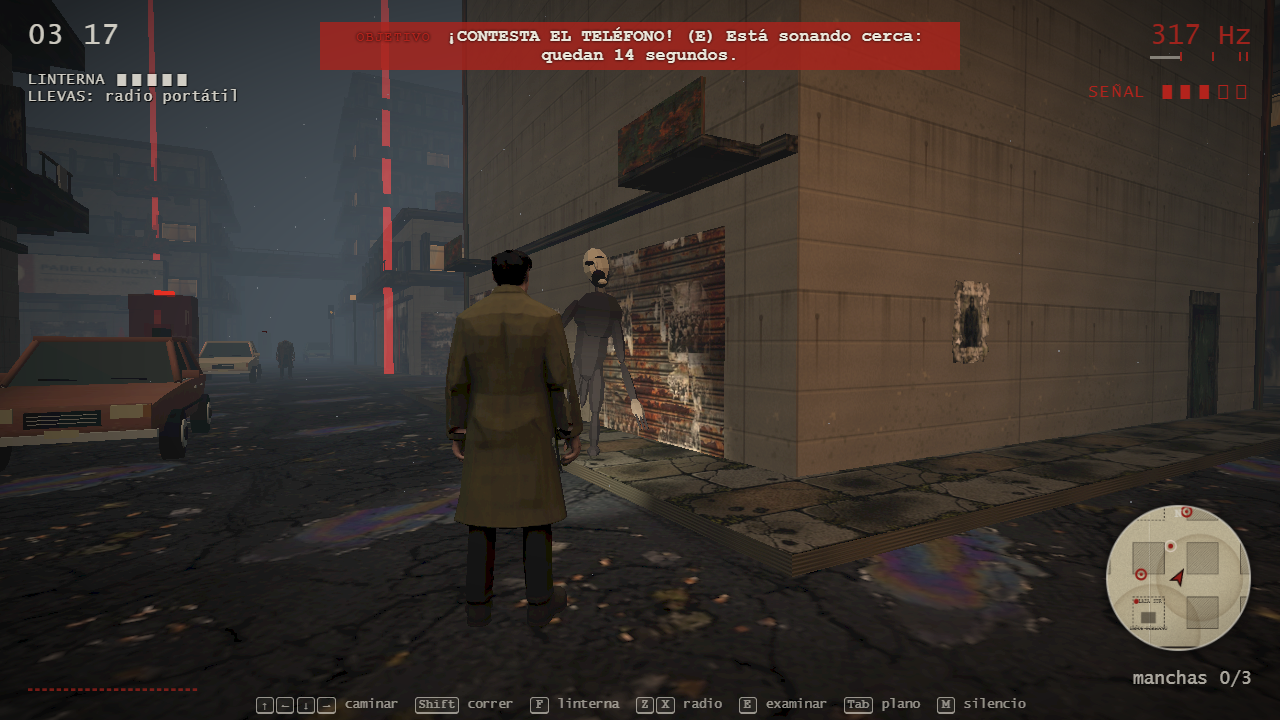 03 17
OBJETIVO ¡CONTESTA EL TELÉFONO! (E) Está sonando cerca:
quedan 14 segundos.
317 Hz
LINTERNA
LLEVAS: radio portátil
SEÑAL
manchas 0/3
↑ ← ↓ → caminar Shift correr F linterna Z X radio E examinar Tab plano M silencio